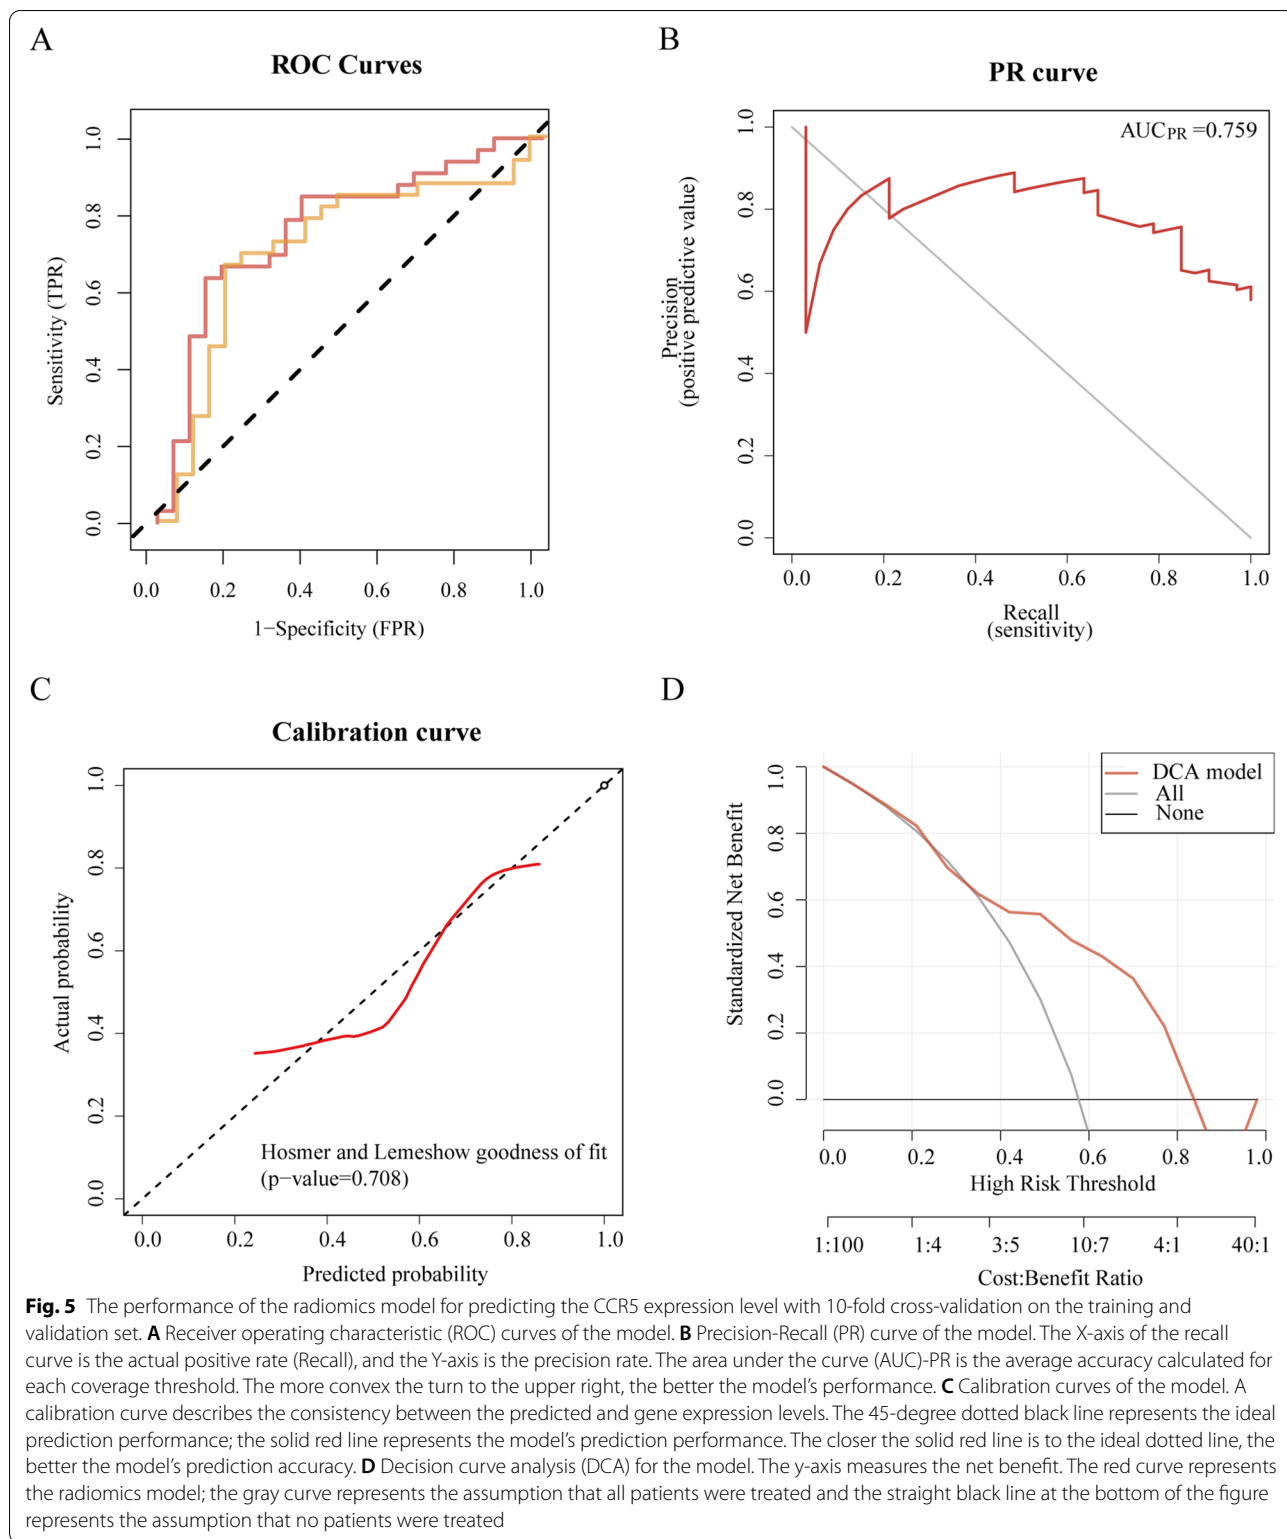 A
ROC Curves
Sensitivity (TPR)
1.0
0.8
0.6
0.4
0.2
0.0
0.0 0.2 0.4 0.6 0.8 1.0
1−Specificity (FPR)
B
PR curve
AUCPR =0.759
Precision
(positive predictive value)
1.0
0.8
0.6
0.4
0.2
0.0
0.0 0.2 0.4 0.6 0.8 1.0
Recall
(sensitivity)
C
Calibration curve
Actual probability
1.0
0.8
0.6
0.4
0.2
0.0
Hosmer and Lemeshow goodness of fit
(p−value=0.708)
0.0 0.2 0.4 0.6 0.8 1.0
Predicted probability
D
DCA model
All
None
Standardized Net Benefit
1.0
0.8
0.6
0.4
0.2
0.0
0.0 0.2 0.4 0.6 0.8 1.0
High Risk Threshold
1:100 1:4 3:5 10:7 4:1 40:1
Cost:Benefit Ratio
Fig. 5 The performance of the radiomics model for predicting the CCR5 expression level with 10-fold cross-validation on the training and
validation set. A Receiver operating characteristic (ROC) curves of the model. B Precision-Recall (PR) curve of the model. The X-axis of the recall
curve is the actual positive rate (Recall), and the Y-axis is the precision rate. The area under the curve (AUC)-PR is the average accuracy calculated for
each coverage threshold. The more convex the turn to the upper right, the better the model's performance. C Calibration curves of the model. A
calibration curve describes the consistency between the predicted and gene expression levels. The 45-degree dotted black line represents the ideal
prediction performance; the solid red line represents the model's prediction performance. The closer the solid red line is to the ideal dotted line, the
better the model's prediction accuracy. D Decision curve analysis (DCA) for the model. The y-axis measures the net benefit. The red curve represents
the radiomics model; the gray curve represents the assumption that all patients were treated and the straight black line at the bottom of the figure
represents the assumption that no patients were treated